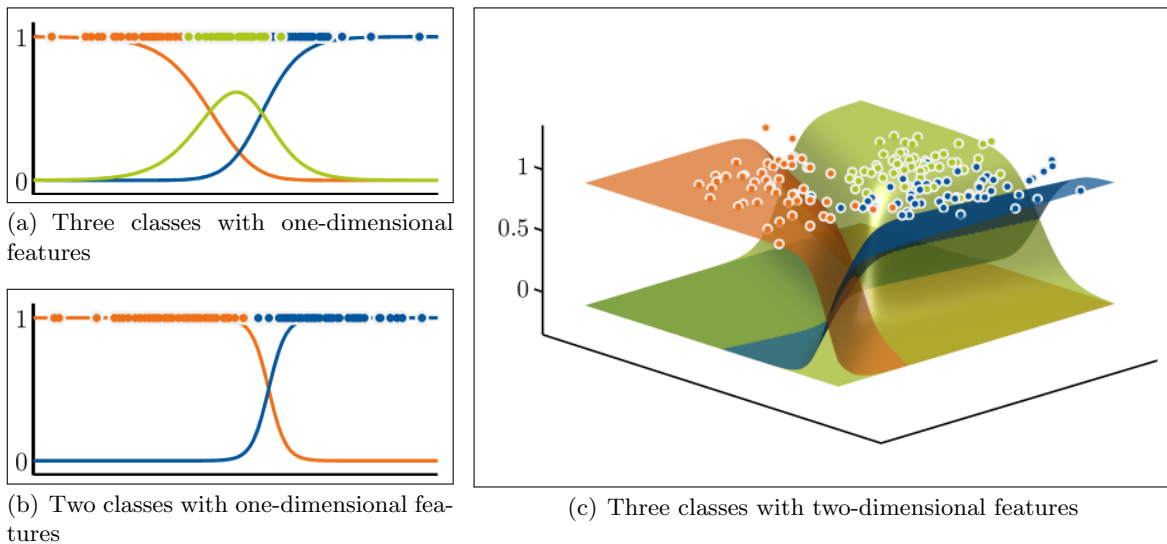 1
0
(a) Three classes with one-dimensional
features
1
0
(b) Two classes with one-dimensional fea-
tures
1
0.5
0
(c) Three classes with two-dimensional features